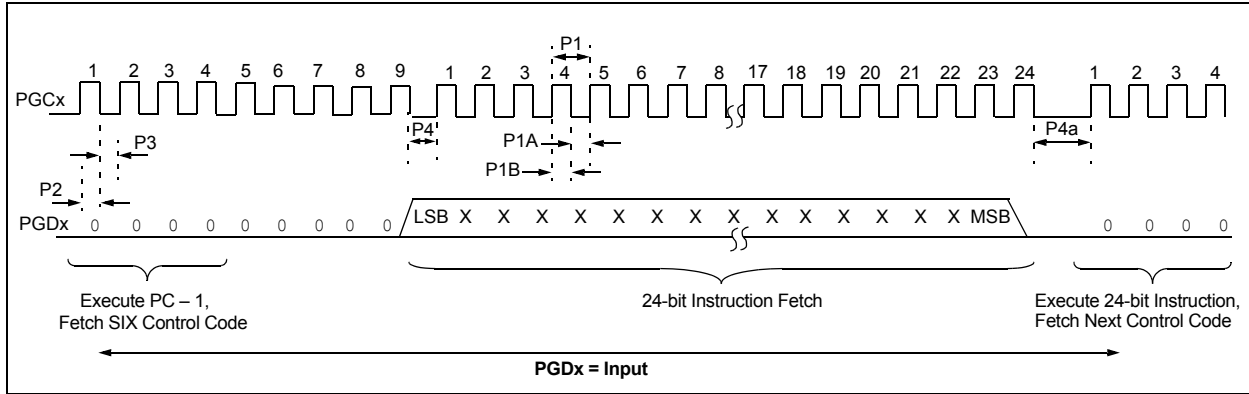 P1
1 2 3 4 5 6 7 8 9 1 2 3 4 5 6 7 8 17 18 19 20 21 22 23 24 1 2 3 4
PGCx
P4
P4a
P3
P1A
P1B
P2
PGDx
0 0 0 0 0 0 0 0 0 LSB X X X X X X X X X X X X X X MSB 0 0 0 0
Execute PC – 1,
Fetch SIX Control Code
24-bit Instruction Fetch
Execute 24-bit Instruction,
Fetch Next Control Code
PGDx = Input